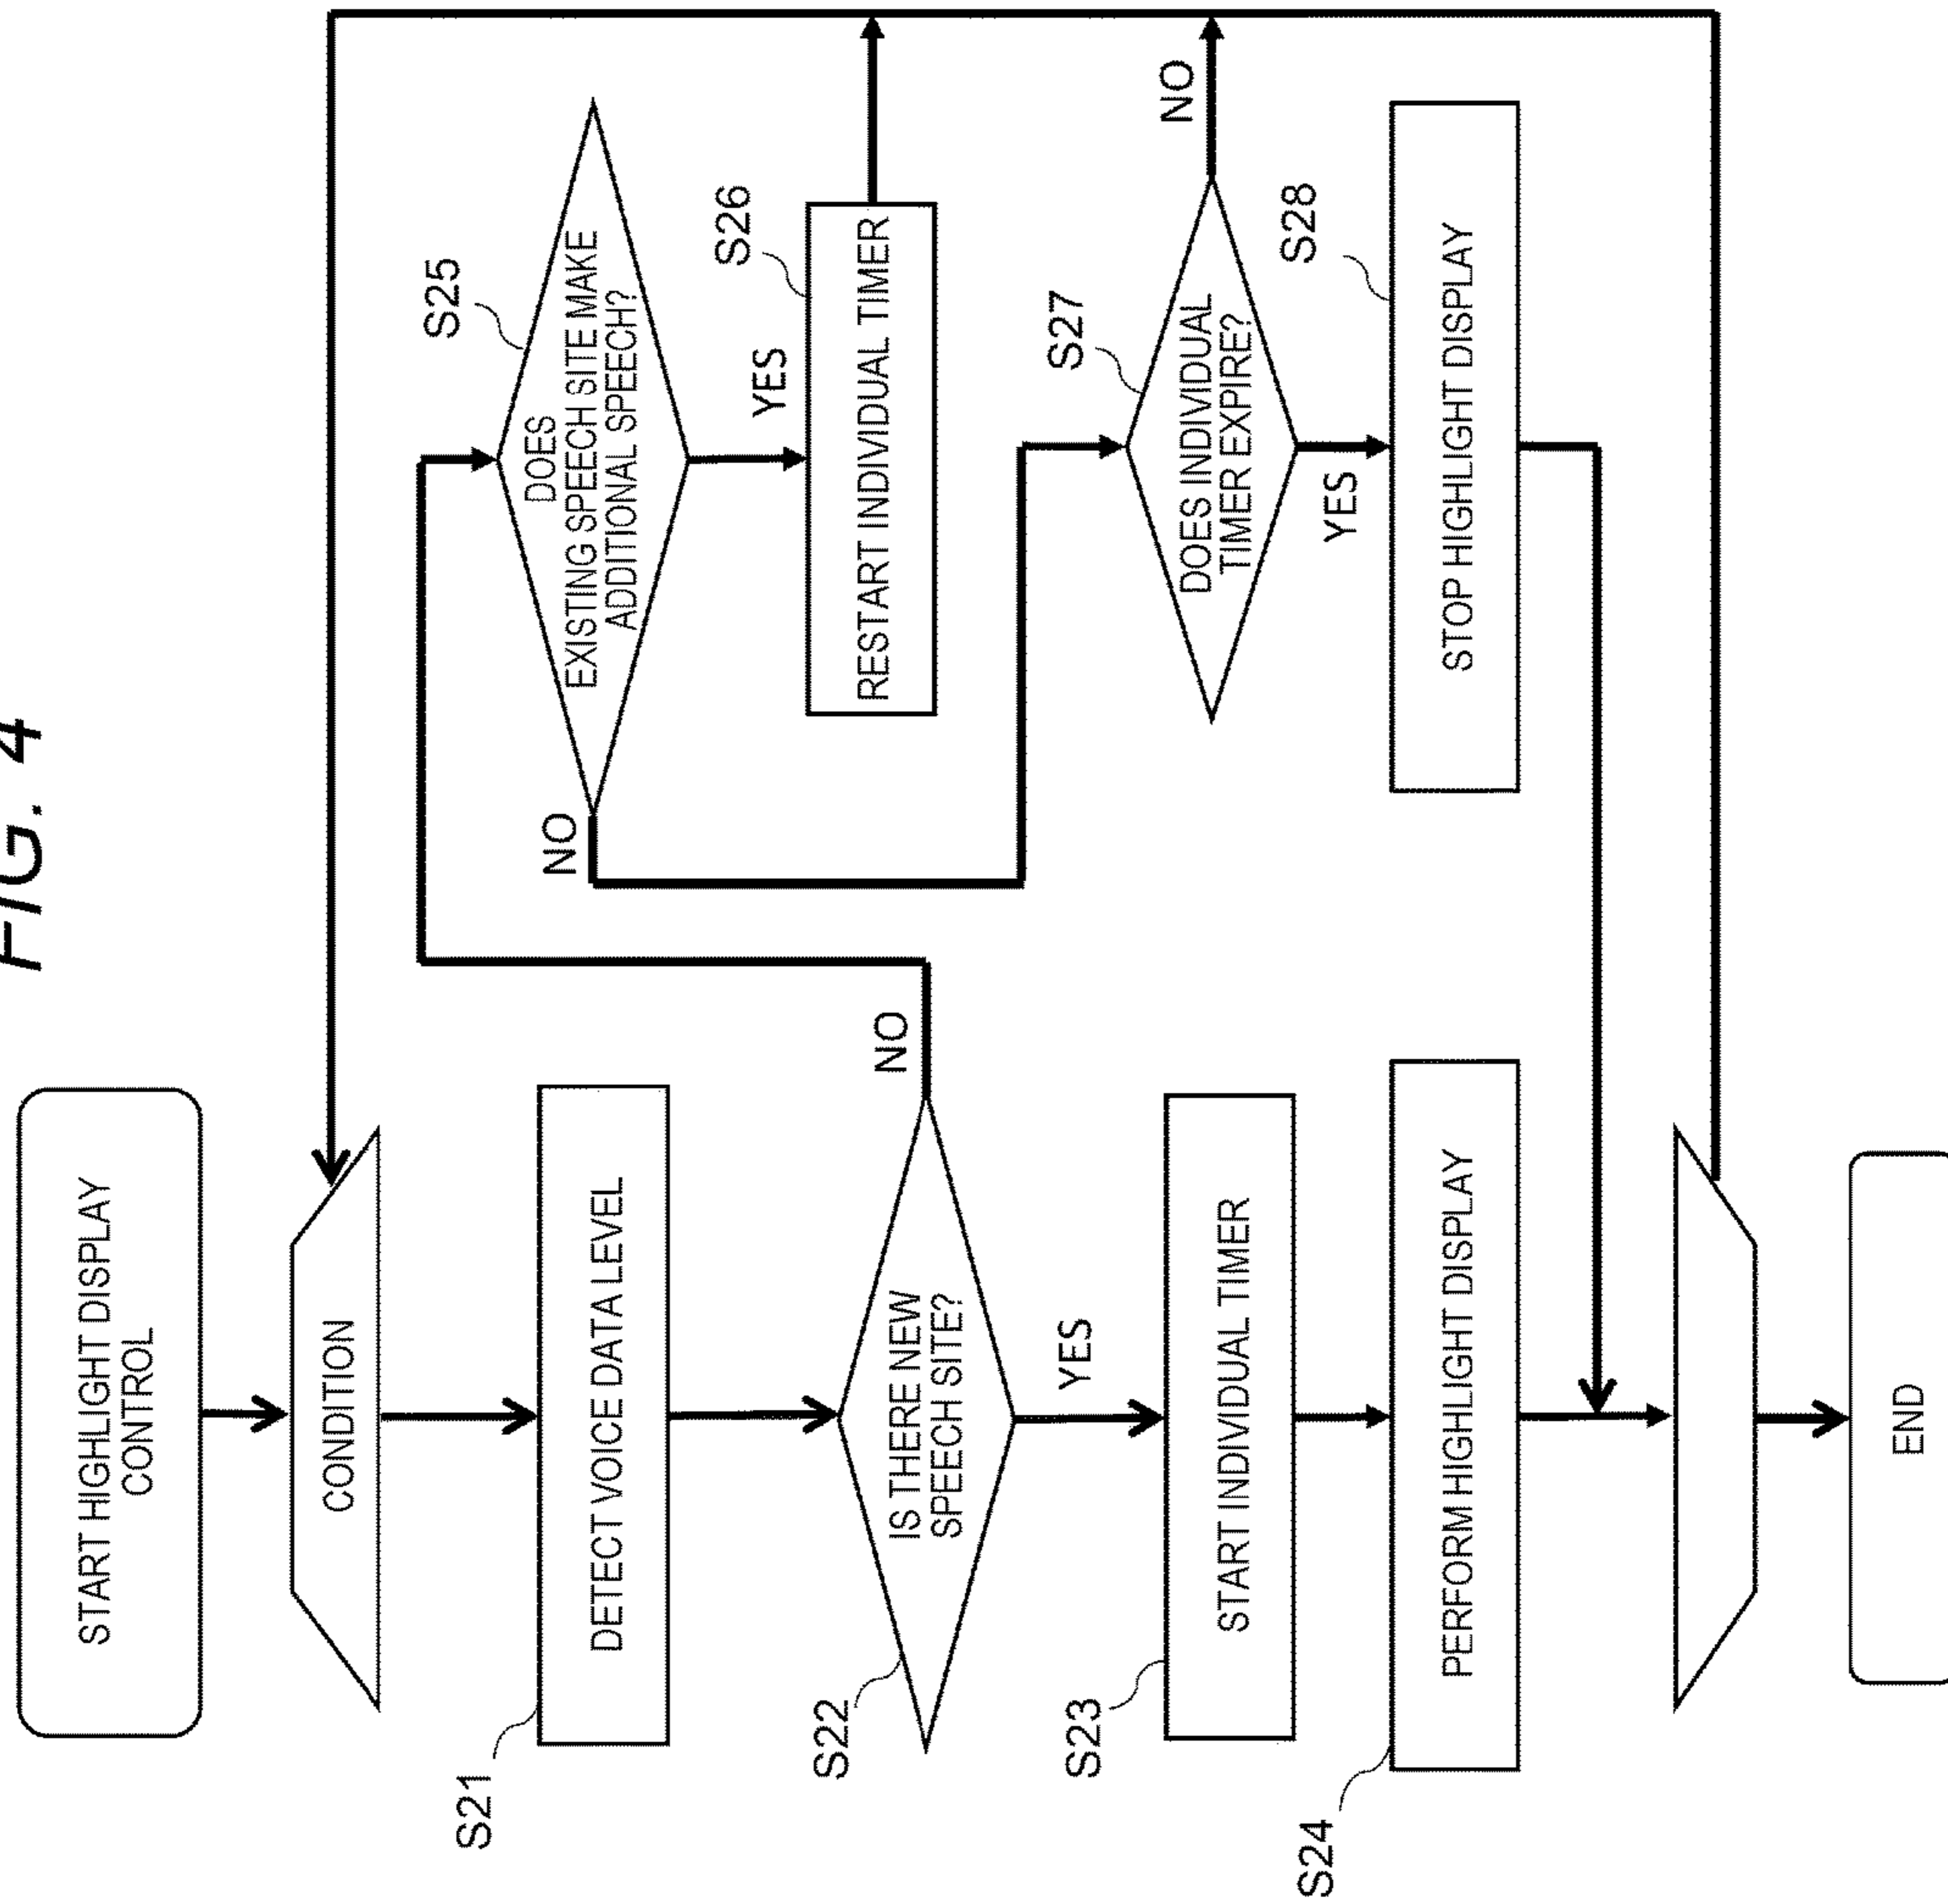 FIG. 4
START HIGHLIGHT DISPLAY
CONTROL
CONDITION
S21
DETECT VOICE DATA LEVEL
S22
IS THERE NEW
SPEECH SITE?
NO
YES
S23
START INDIVIDUAL TIMER
S24
PERFORM HIGHLIGHT DISPLAY
END
S25
DOES
EXISTING SPEECH SITE MAKE
ADDITIONAL SPEECH?
NO
YES
S26
RESTART INDIVIDUAL TIMER
S27
DOES INDIVIDUAL
TIMER EXPIRE?
NO
YES
S28
STOP HIGHLIGHT DISPLAY